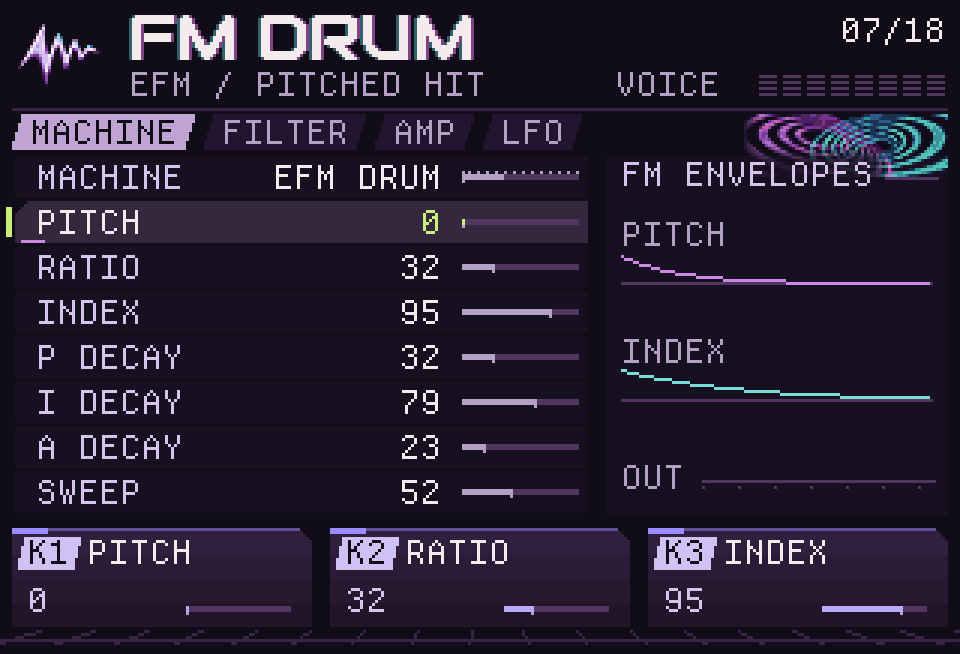 FM DRUM
07/18
EFM / PITCHED HIT
VOICE
MACHINE FILTER AMP LFO
MACHINE EFM DRUM
PITCH 0
RATIO 32
INDEX 95
P DECAY 32
I DECAY 79
A DECAY 23
SWEEP 52
FM ENVELOPES
PITCH
INDEX
OUT
K1 PITCH
0
K2 RATIO
32
K3 INDEX
95